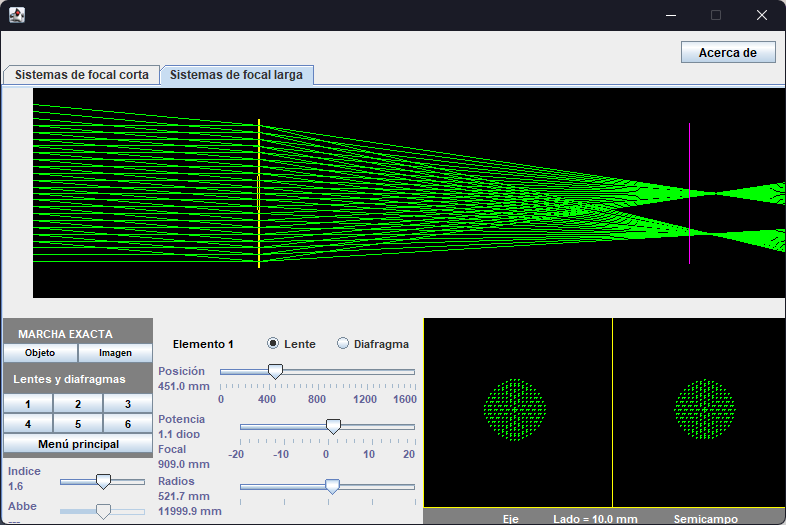 Acerca de
Sistemas de focal corta
Sistemas de focal larga
MARCHA EXACTA
Objeto
Imagen
Lentes y diafragmas
1
2
3
4
5
6
Menú principal
Indice
1.6
Abbe
---
Elemento 1
Lente
Diafragma
Posición
451.0 mm
0 400 800 1200 1600
Potencia
1.1 diop
Focal
909.0 mm
-20 -10 0 10 20
Radios
521.7 mm
11999.9 mm
Eje
Lado = 10.0 mm
Semicampo